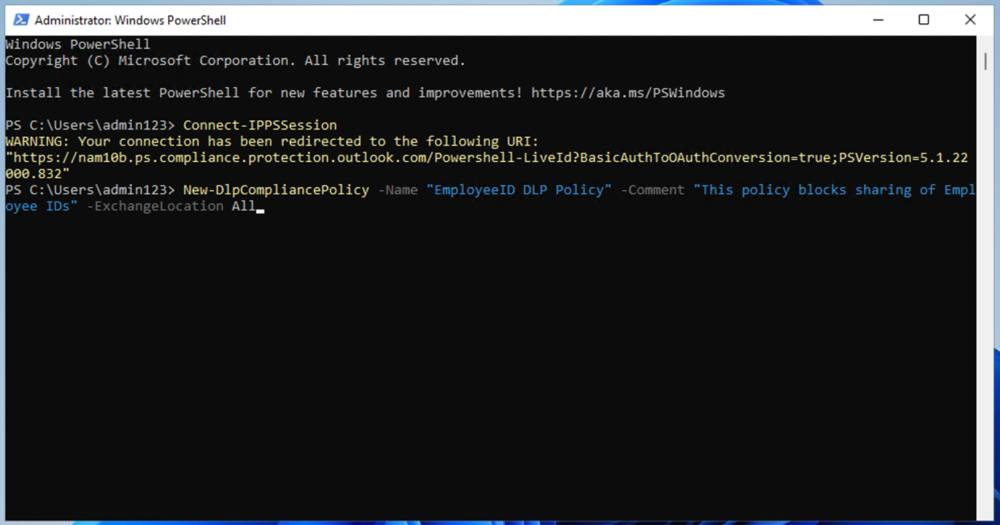 Administrator: Windows PowerShell
Windows PowerShell
Copyright (C) Microsoft Corporation. All rights reserved.
Install the latest PowerShell for new features and improvements! https://aka.ms/PSWindows
PS C:\Users\admin123> Connect-IPPSSession
WARNING: Your connection has been redirected to the following URI:
"https://nam10b.ps.compliance.protection.outlook.com/Powershell-LiveId?BasicAuthToOAuthConversion=true;PSVersion=5.1.22
000.832"
PS C:\Users\admin123> New-DlpCompliancePolicy -Name "EmployeeID DLP Policy" -Comment "This policy blocks sharing of Empl
oyee IDs" -ExchangeLocation All